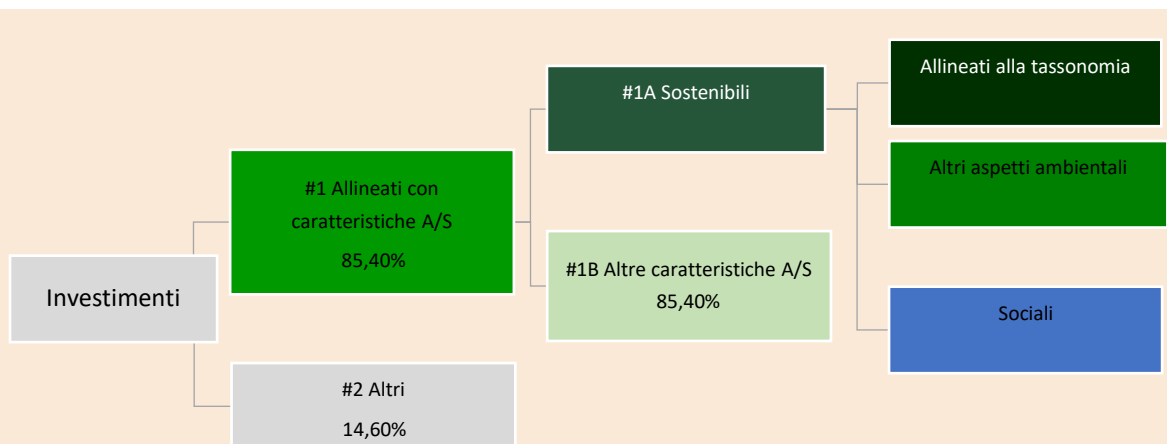 Investimenti
#1 Allineati con
caratteristiche A/S
85,40%
#2 Altri
14,60%
#1A Sostenibili
#1B Altre caratteristiche A/S
85,40%
Allineati alla tassonomia
Altri aspetti ambientali
Sociali